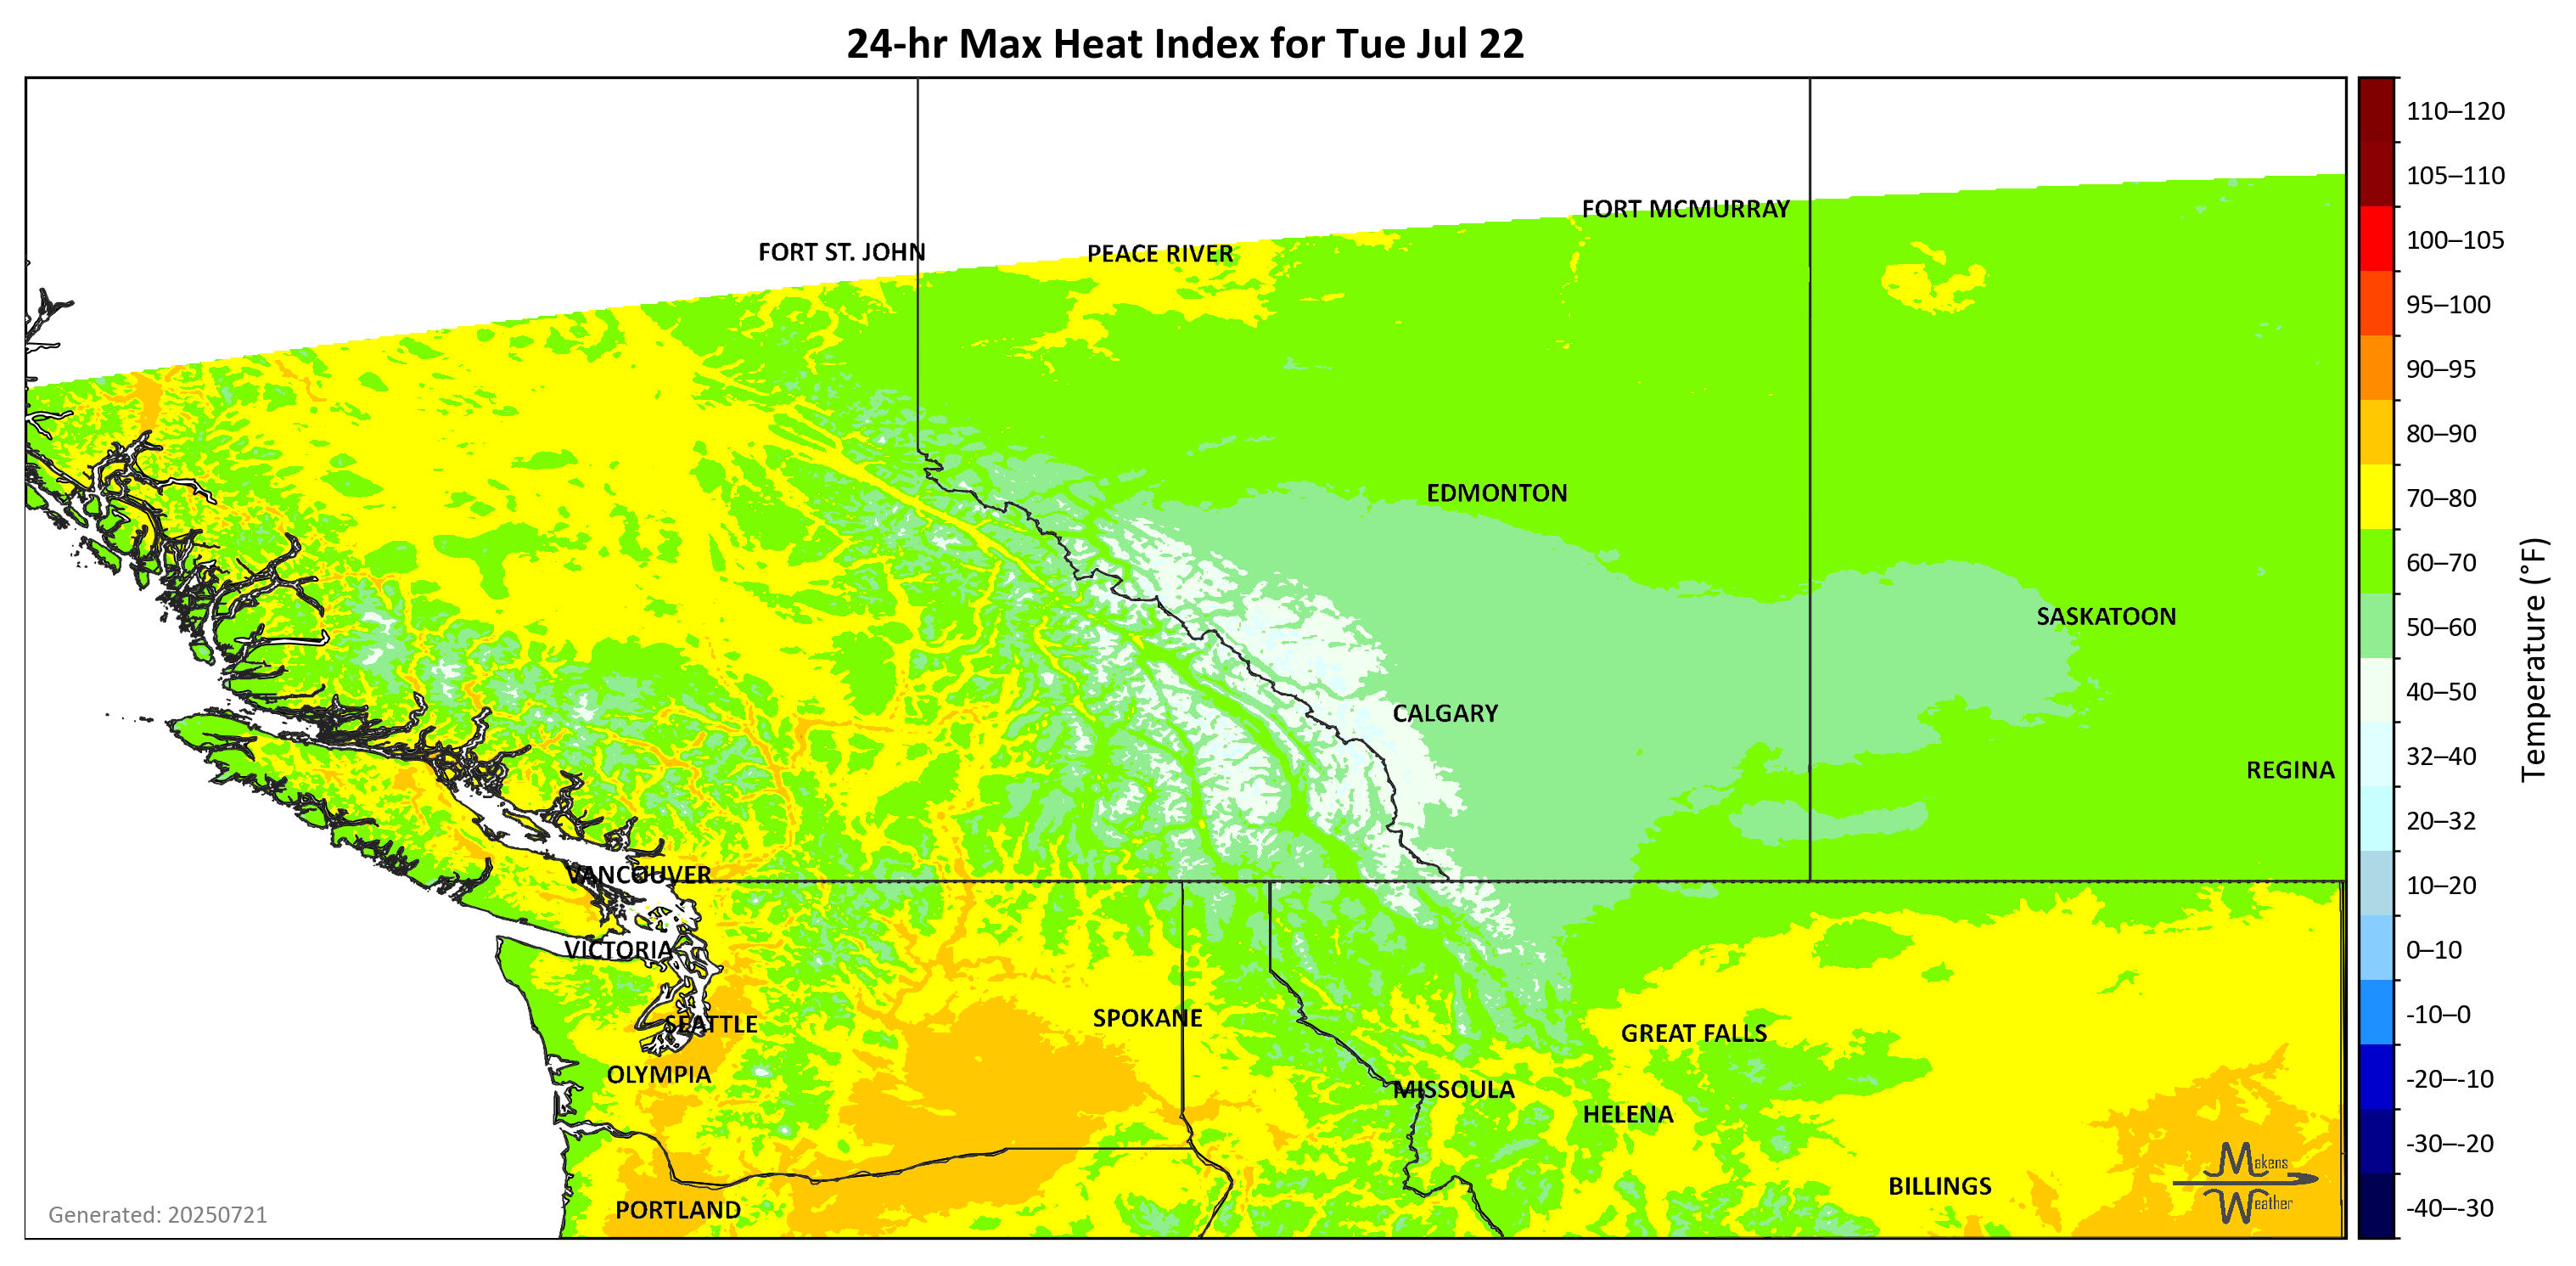 24-hr Max Heat Index for Tue Jul 22
FORT MCMURRAY
FORT ST. JOHN
PEACE RIVER
EDMONTON
SASKATOON
CALGARY
REGINA
VANCOUVER
VICTORIA
SPOKANE
SEATTLE
GREAT FALLS
OLYMPIA
MISSOULA
HELENA
BILLINGS
PORTLAND
Makens
Weather
Generated: 20250721
110–120
105–110
100–105
95–100
90–95
80–90
70–80
60–70
50–60
40–50
32–40
20–32
10–20
0–10
-10–0
-20–-10
-30–-20
-40–-30
Temperature (°F)